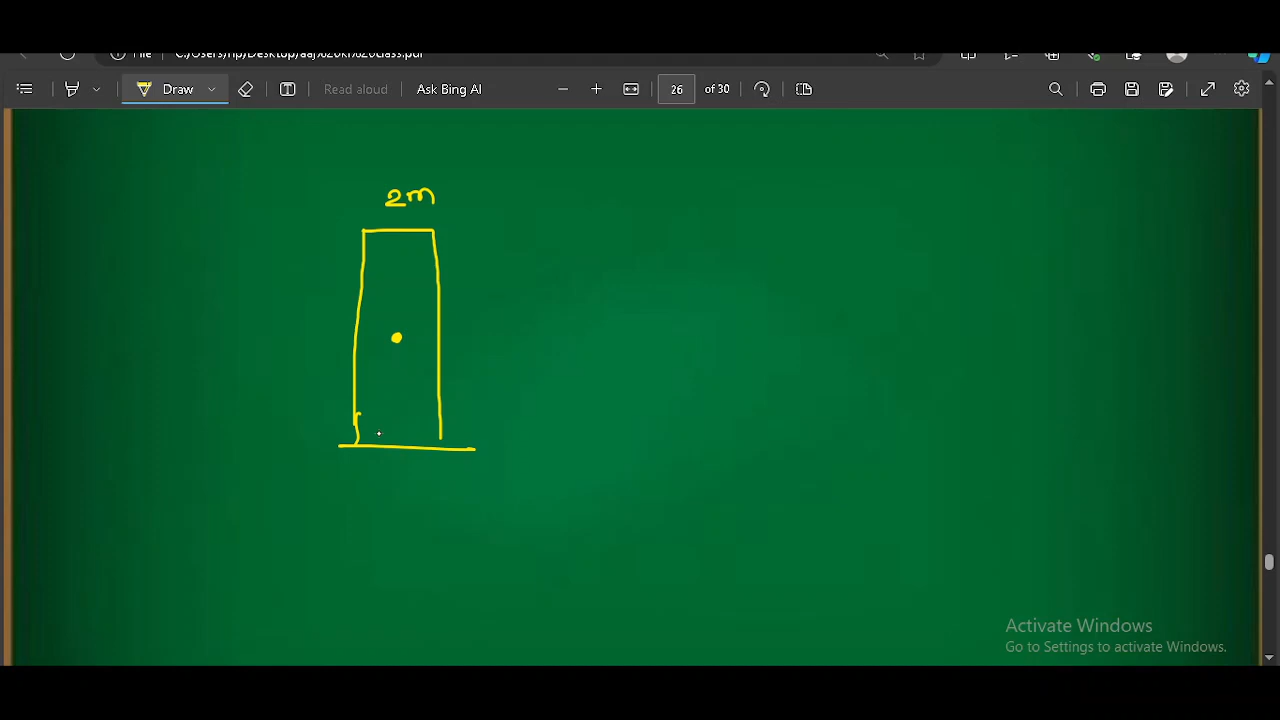 Draw
Read aloud
Ask Bing AI
26
of 30
2m
Activate Windows
Go to Settings to activate Windows.